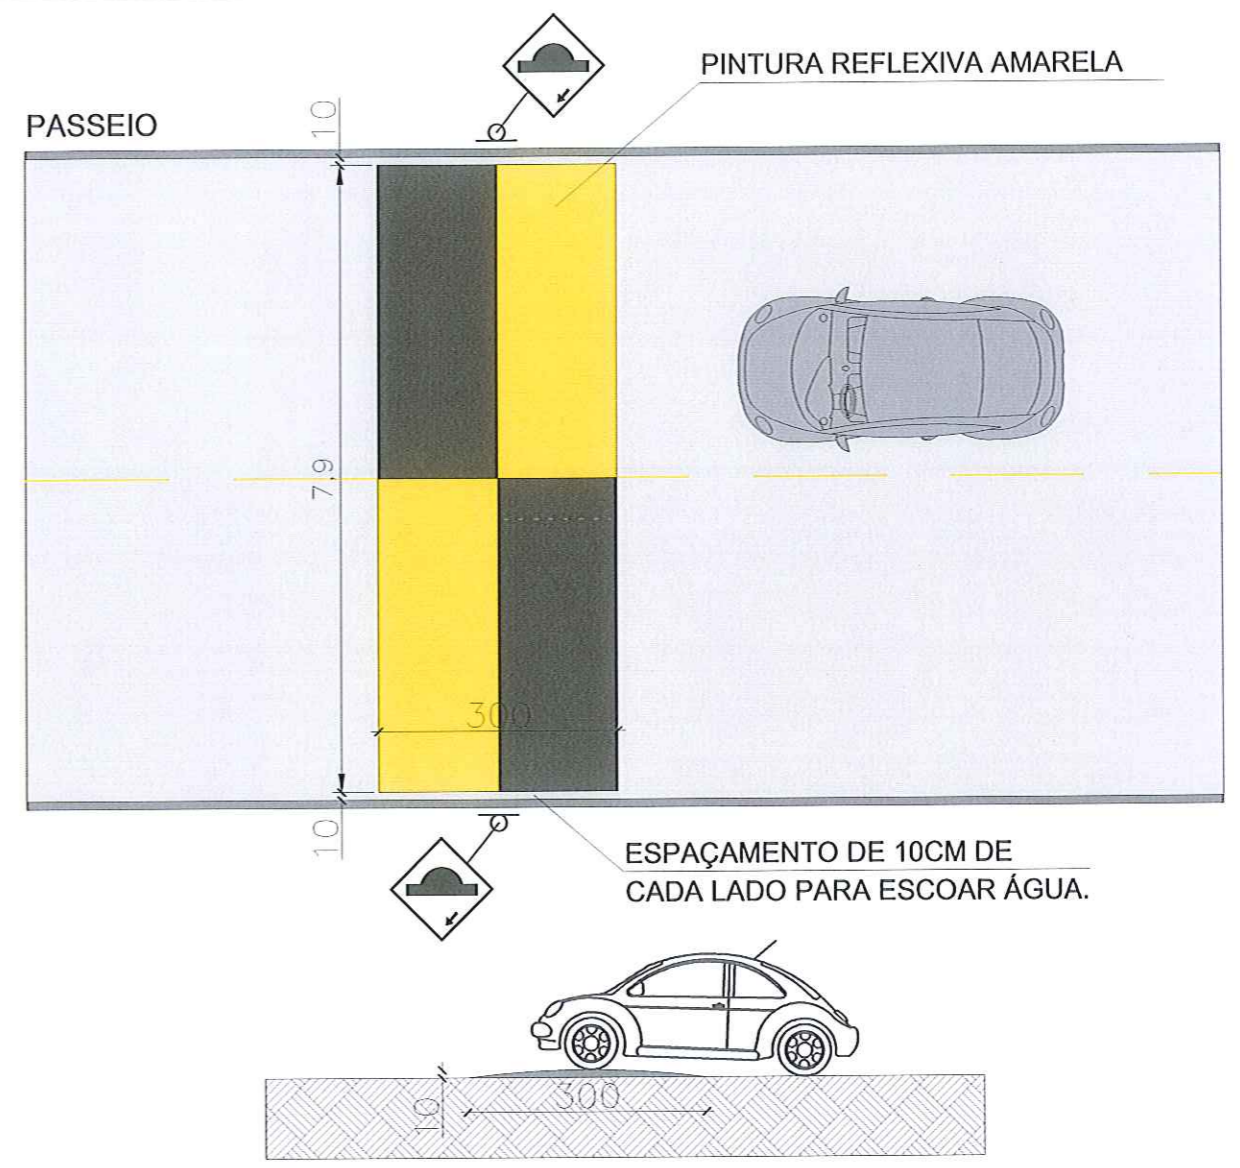 PINTURA REFLEXIVA AMARELA
PASSEIO
10
7,9
300
10
ESPAÇAMENTO DE 10CM DE
CADA LADO PARA ESCOAR ÁGUA.
10
300